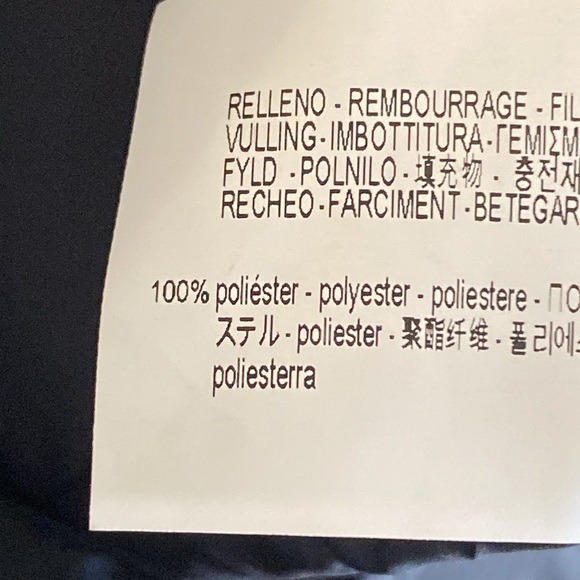 RELLENO - REMBOURRAGE - FIL
VULLING - IMBOTTITURA - ΓΕΜΙΣΜ
FYLD - POLNILO - 填充物 - 충전재
RECHEO - FARCIMENT - BETEGAR
100% poliéster - polyester - poliestere - ΠΟ
ステル - poliester - 聚酯纤维 - 폴리에스
poliesterra